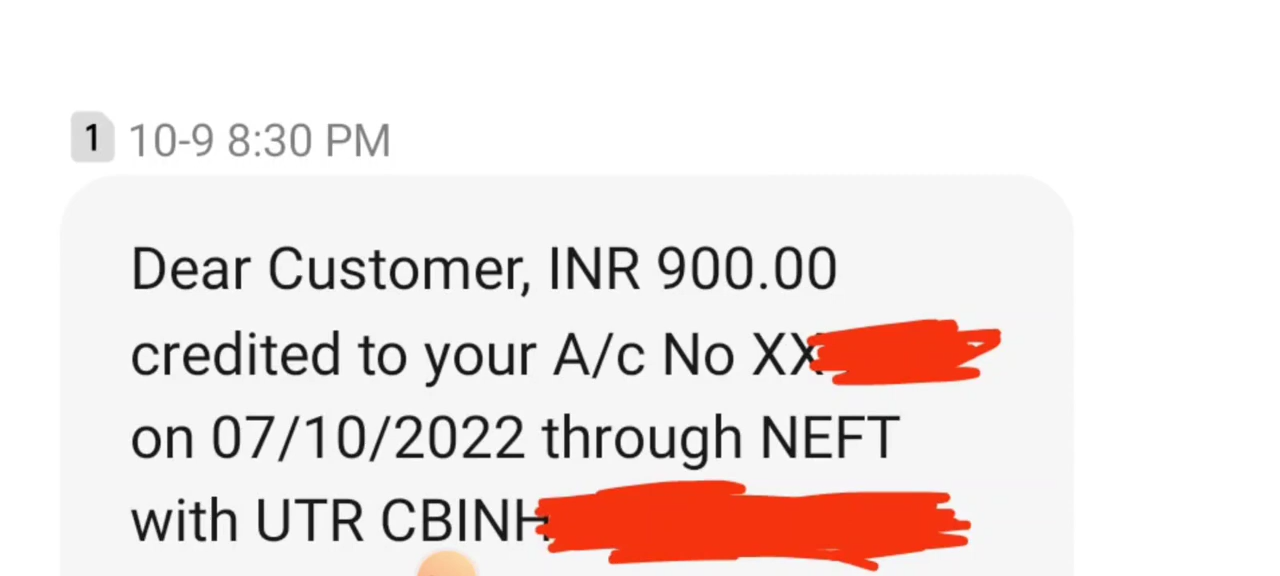 1 10-9 8:30 PM
Dear Customer, INR 900.00
credited to your A/c No XX
on 07/10/2022 through NEFT
with UTR CBINH